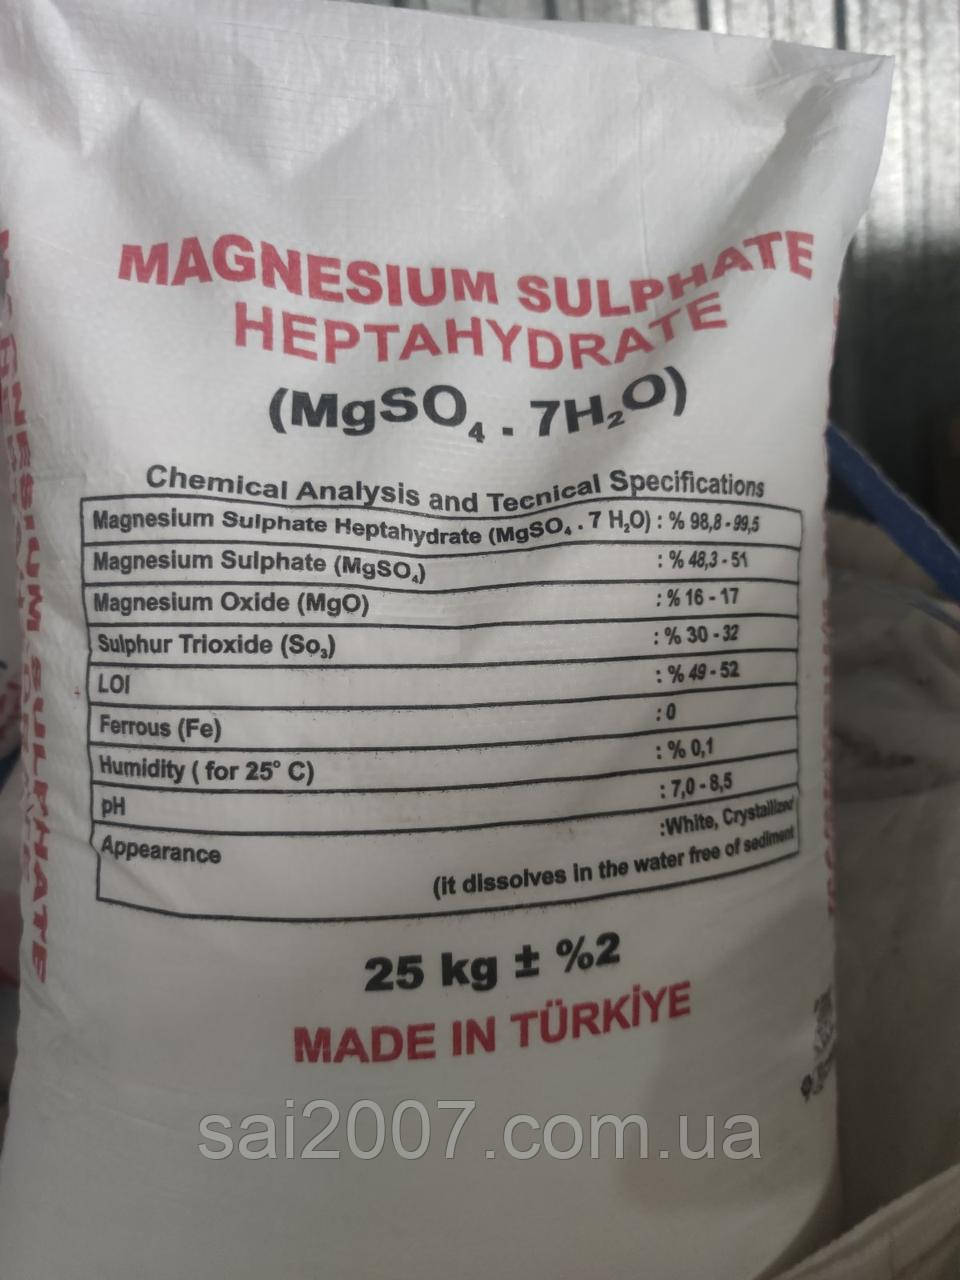 MAGNESIUM SULPHATE
HEPTAHYDRATE
(MgSO₄ . 7H₂O)
Chemical Analysis and Tecnical Specifications
Magnesium Sulphate Heptahydrate (MgSO₄ . 7 H₂O) : % 98,8 - 99,5
Magnesium Sulphate (MgSO₄) : % 48,3 - 51
Magnesium Oxide (MgO) : % 16 - 17
Sulphur Trioxide (So₃) : % 30 - 32
LOI : % 49 - 52
Ferrous (Fe) : 0
Humidity ( for 25° C) : % 0,1
pH : 7,0 - 8,5
Appearance :White, Crystallized
(it dissolves in the water free of sediment
25 kg ± %2
MADE IN TÜRKİYE
sai2007.com.ua